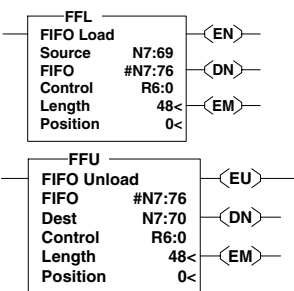 FFL
FIFO Load
Source N7:69
FIFO #N7:76
Control R6:0
Length 48<
Position 0<
EN
DN
EM
FFU
FIFO Unload
FIFO #N7:76
Dest N7:70
Control R6:0
Length 48<
Position 0<
EU
DN
EM